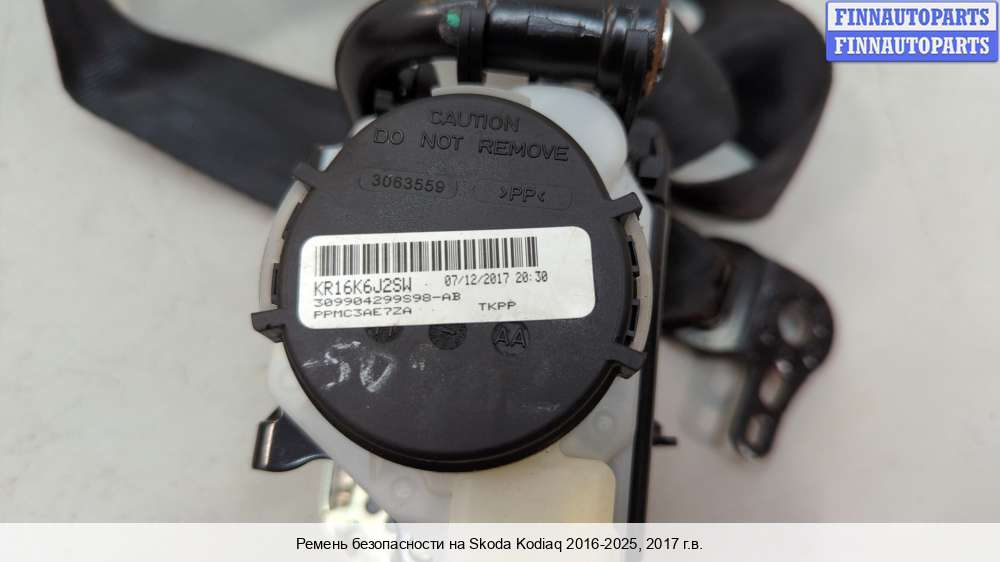 FINNAUTOPARTS
FINNAUTOPARTS
CAUTION
DO NOT REMOVE
3063559
>PP<
KR16K6J2SW 07/12/2017 20:30
309904299S98-AB
PPMC3AE7ZA TKPP
AA
Ремень безопасности на Skoda Kodiaq 2016-2025, 2017 г.в.